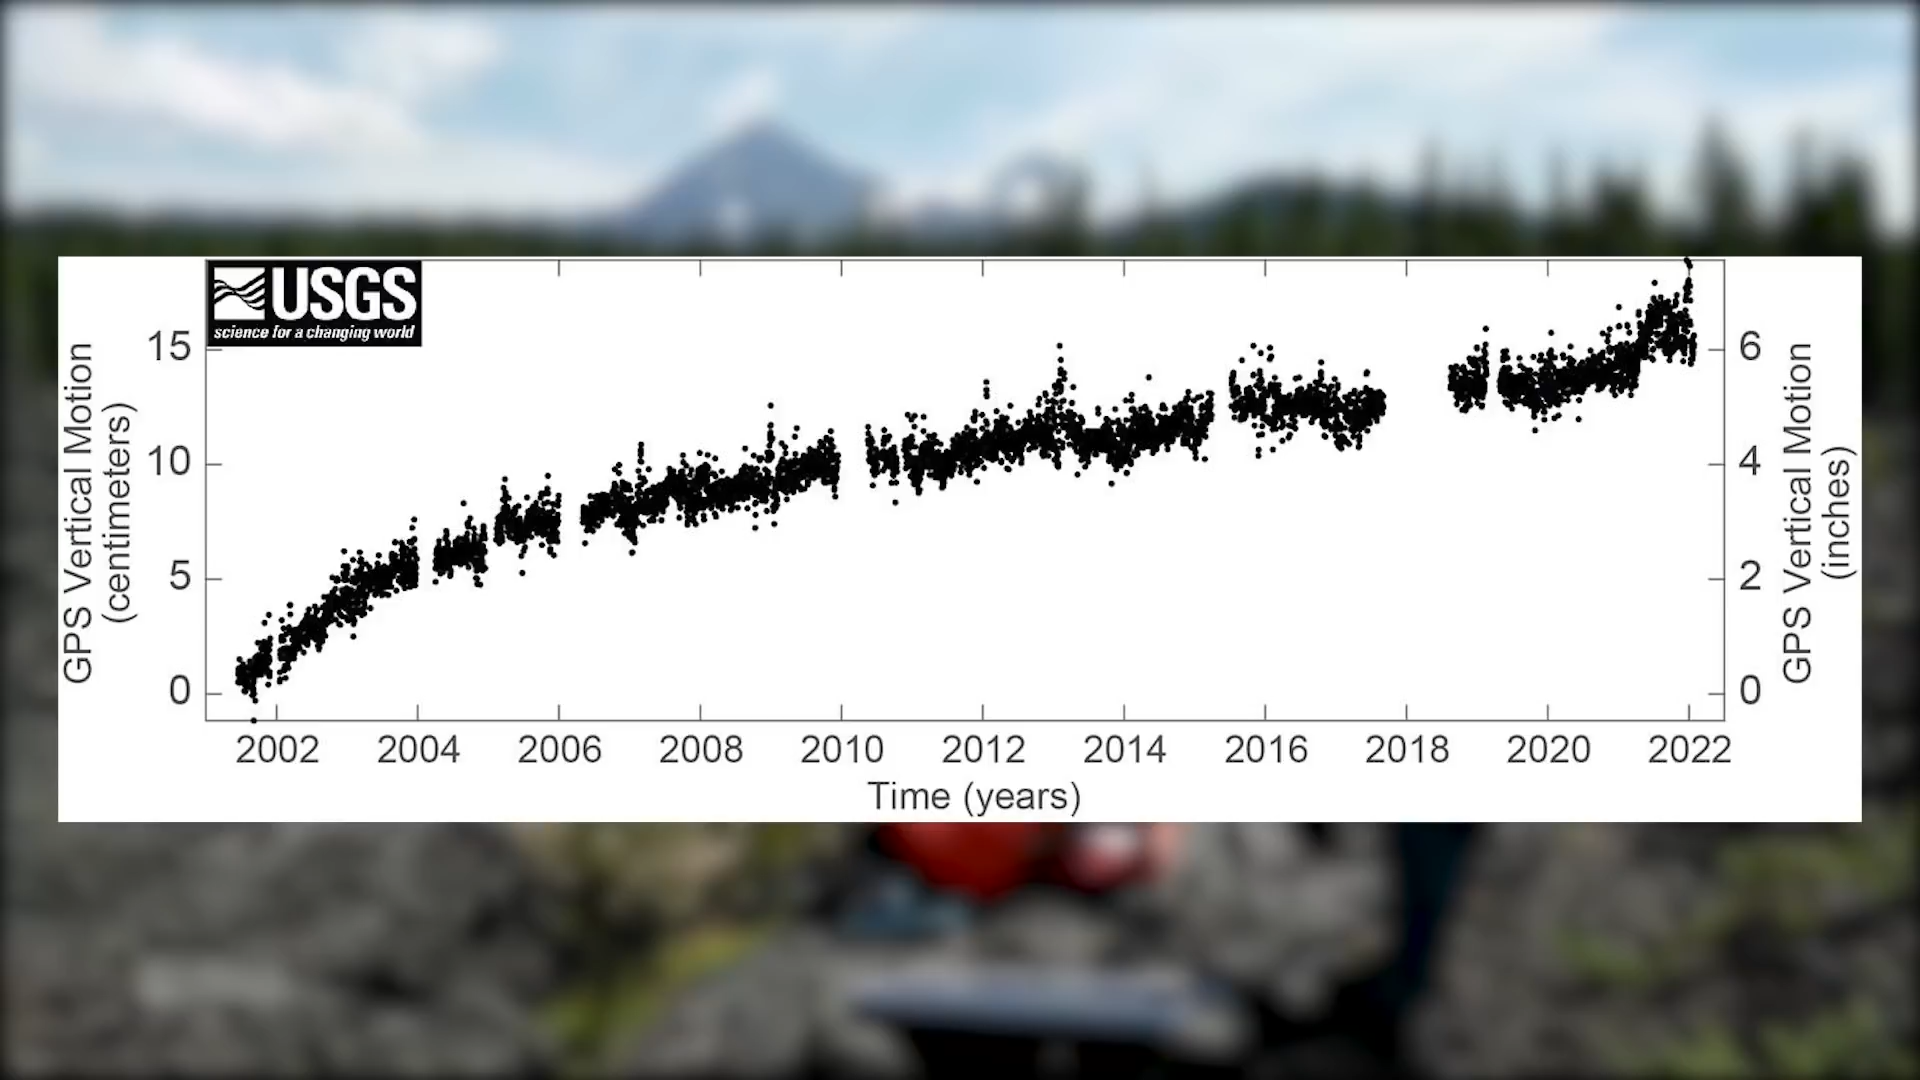 USGS
science for a changing world
GPS Vertical Motion
(centimeters)
15
10
5
0
6
4
2
0
GPS Vertical Motion
(inches)
2002 2004 2006 2008 2010 2012 2014 2016 2018 2020 2022
Time (years)